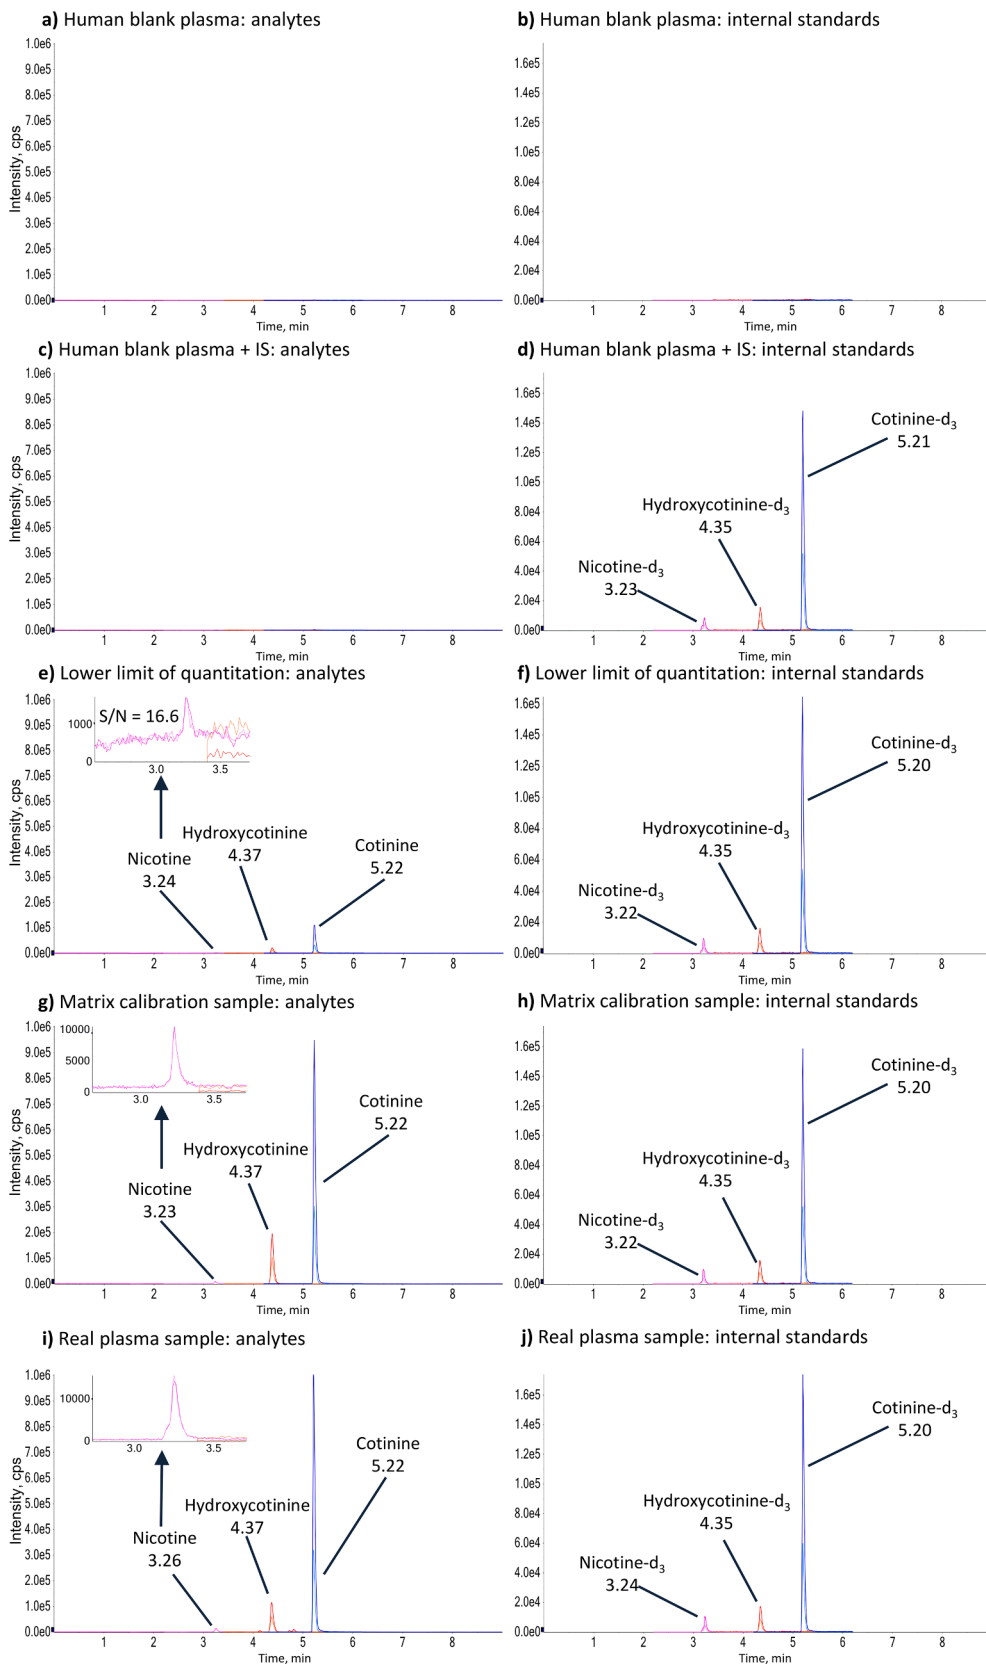 a) Human blank plasma: analytes
1.0e6
9.0e5
8.0e5
7.0e5
6.0e5
5.0e5
4.0e5
3.0e5
2.0e5
1.0e5
0.0e0
Intensity, cps
1 2 3 4 5 6 7 8
Time, min
b) Human blank plasma: internal standards
1.6e5
1.4e5
1.2e5
1.0e5
8.0e4
6.0e4
4.0e4
2.0e4
0.0e0
1 2 3 4 5 6 7 8
Time, min
c) Human blank plasma + IS: analytes
1.0e6
9.0e5
8.0e5
7.0e5
6.0e5
5.0e5
4.0e5
3.0e5
2.0e5
1.0e5
0.0e0
Intensity, cps
1 2 3 4 5 6 7 8
Time, min
d) Human blank plasma + IS: internal standards
1.6e5
1.4e5
1.2e5
1.0e5
8.0e4
6.0e4
4.0e4
2.0e4
0.0e0
Cotinine-d3
5.21
Hydroxycotinine-d3
4.35
Nicotine-d3
3.23
1 2 3 4 5 6 7 8
Time, min
e) Lower limit of quantitation: analytes
1.0e6
9.0e5
8.0e5
7.0e5
6.0e5
5.0e5
4.0e5
3.0e5
2.0e5
1.0e5
0.0e0
Intensity, cps
S/N = 16.6
1000
0
3.0 3.5
Hydroxycotinine
4.37
Cotinine
5.22
Nicotine
3.24
1 2 3 4 5 6 7 8
Time, min
f) Lower limit of quantitation: internal standards
1.6e5
1.4e5
1.2e5
1.0e5
8.0e4
6.0e4
4.0e4
2.0e4
0.0e0
Cotinine-d3
5.20
Hydroxycotinine-d3
4.35
Nicotine-d3
3.22
1 2 3 4 5 6 7 8
Time, min
g) Matrix calibration sample: analytes
1.0e6
9.0e5
8.0e5
7.0e5
6.0e5
5.0e5
4.0e5
3.0e5
2.0e5
1.0e5
0.0e0
Intensity, cps
10000
5000
0
3.0 3.5
Cotinine
5.22
Hydroxycotinine
4.37
Nicotine
3.23
1 2 3 4 5 6 7 8
Time, min
h) Matrix calibration sample: internal standards
1.6e5
1.4e5
1.2e5
1.0e5
8.0e4
6.0e4
4.0e4
2.0e4
0.0e0
Cotinine-d3
5.20
Hydroxycotinine-d3
4.35
Nicotine-d3
3.22
1 2 3 4 5 6 7 8
Time, min
i) Real plasma sample: analytes
1.0e6
9.0e5
8.0e5
7.0e5
6.0e5
5.0e5
4.0e5
3.0e5
2.0e5
1.0e5
0.0e0
Intensity, cps
10000
0
3.0 3.5
Cotinine
5.22
Hydroxycotinine
4.37
Nicotine
3.26
1 2 3 4 5 6 7 8
Time, min
j) Real plasma sample: internal standards
1.6e5
1.4e5
1.2e5
1.0e5
8.0e4
6.0e4
4.0e4
2.0e4
0.0e0
Cotinine-d3
5.20
Hydroxycotinine-d3
4.35
Nicotine-d3
3.24
1 2 3 4 5 6 7 8
Time, min